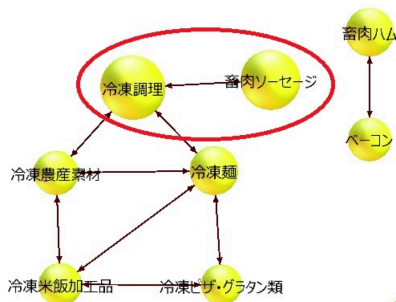 畜肉ハム
冷凍調理
畜肉ソーセージ
ベーコン
冷凍農産素材
冷凍麺
冷凍米飯加工品
冷凍ピザ・グラタン類